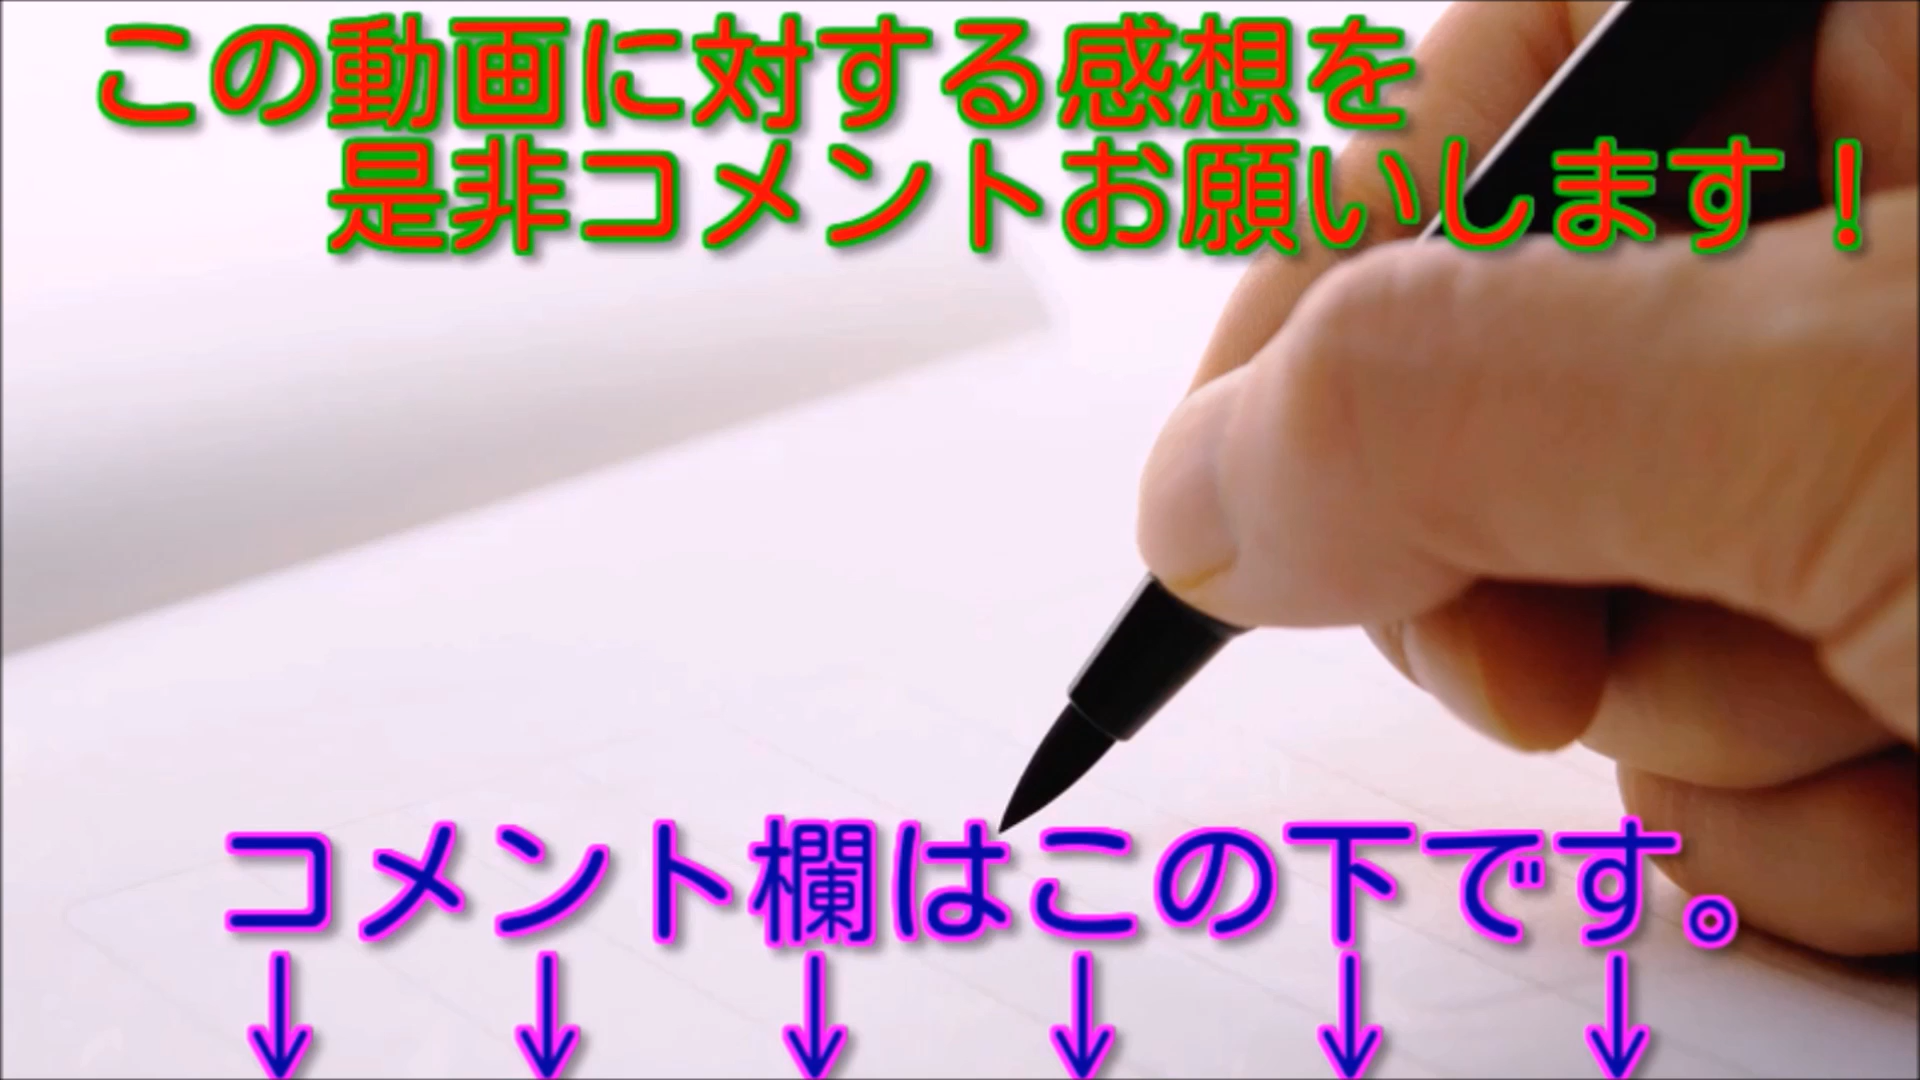 この動画に対する感想を
是非コメントお願いします！
コメント欄はこの下です。
↓ ↓ ↓ ↓ ↓ ↓